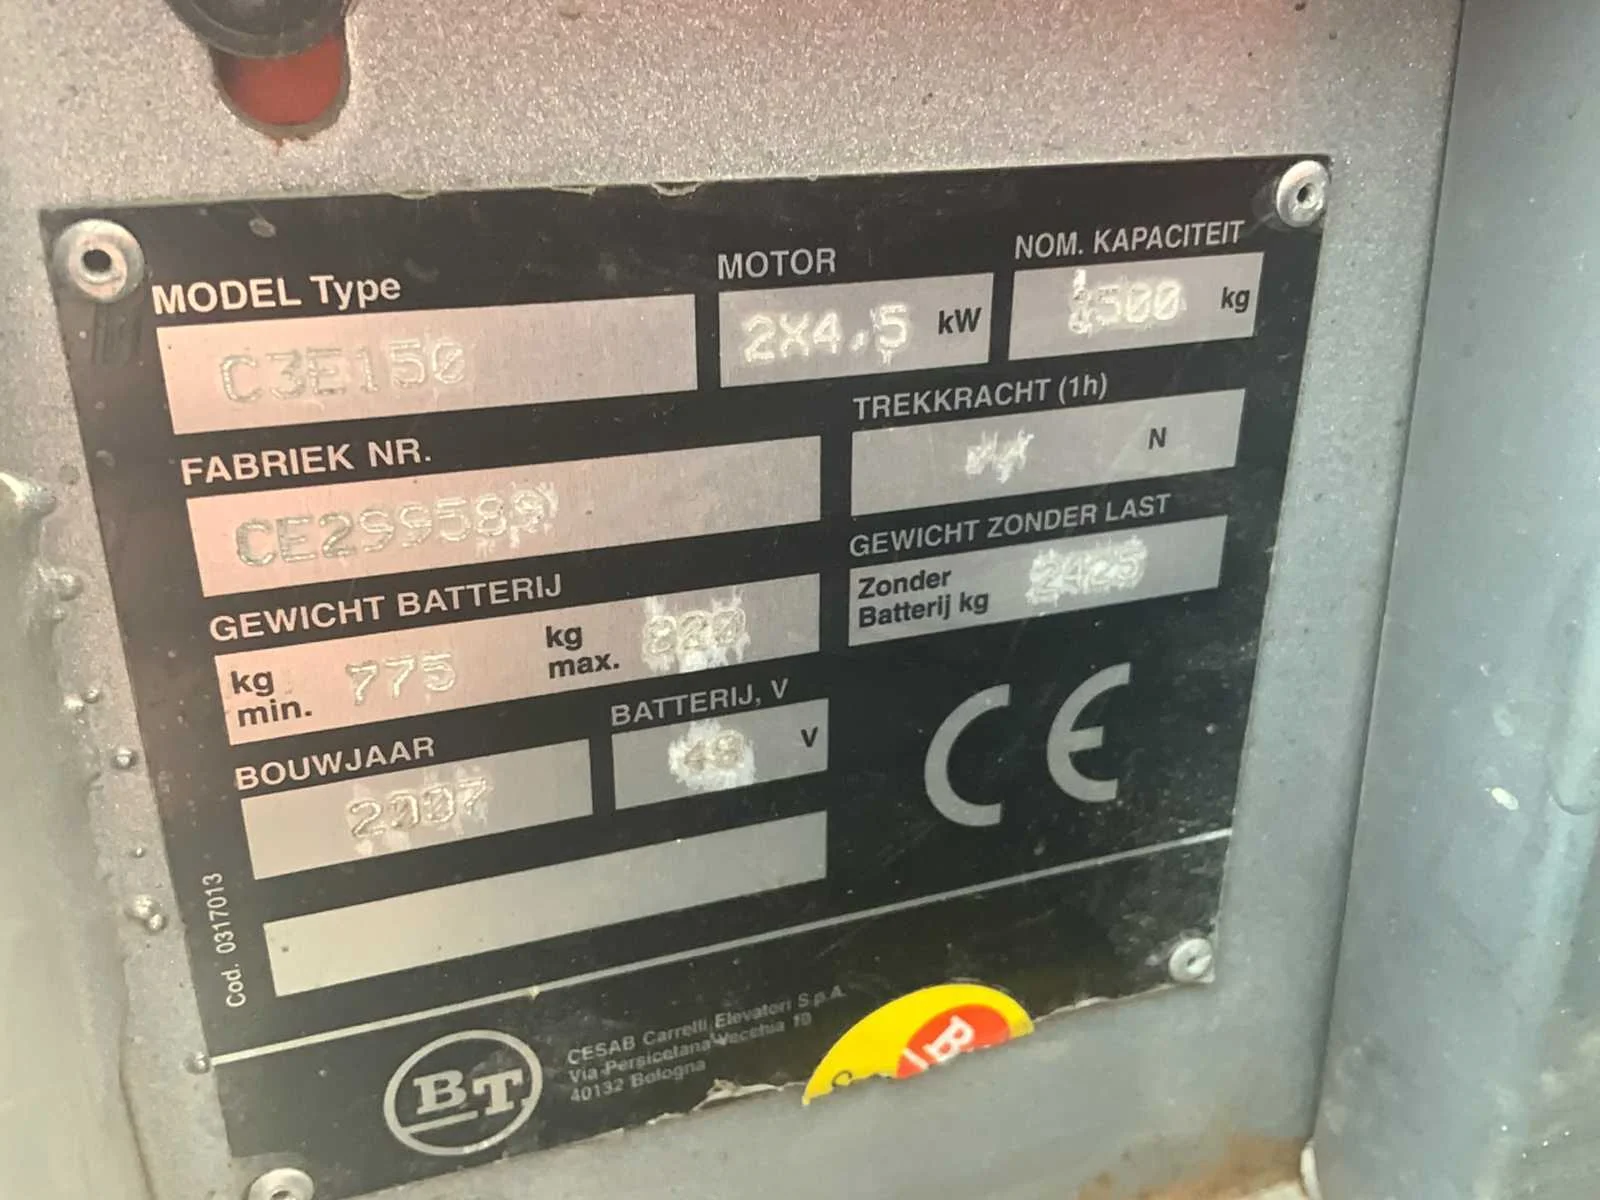 MODEL Type
C3E150
MOTOR
2X4.5 kW
NOM. KAPACITEIT
1500 kg
FABRIEK NR.
CE299589
TREKKRACHT (1h)
N
GEWICHT BATTERIJ
kg min. 775 kg max. 820
GEWICHT ZONDER LAST
Zonder
Batterij kg 2425
BOUWJAAR
2007
BATTERIJ, V
48 V
CE
Cod. 0317013
BT
CESAB Carrelli Elevatori S.p.A.
Via Persicetana Vecchia 10
40132 Bologna
B